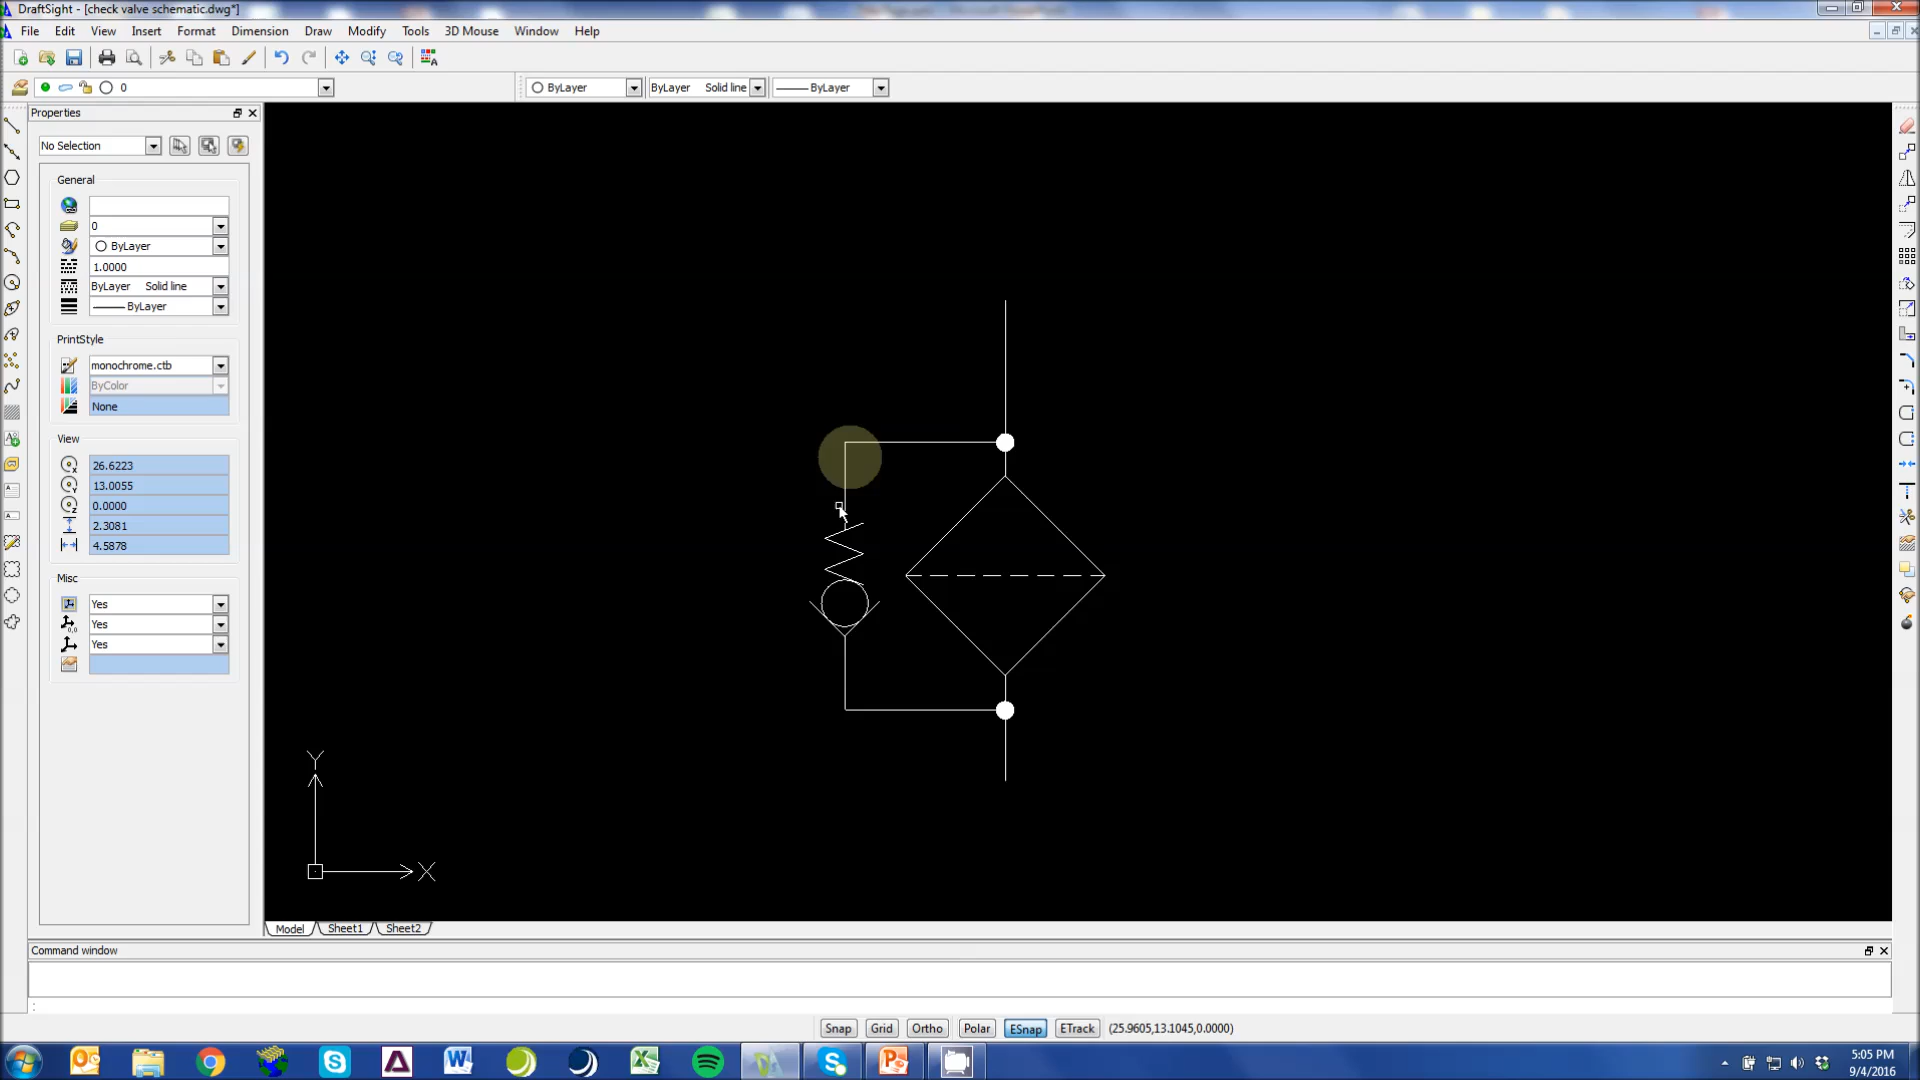 DraftSight - [check valve schematic.dwg*]
File Edit View Insert Format Dimension Draw Modify Tools 3D Mouse Window Help
0 ByLayer ByLayer Solid line ByLayer
Properties
No Selection
General
0
ByLayer
1.0000
ByLayer Solid line
ByLayer
PrintStyle
monochrome.ctb
ByColor
None
View
26.6223
13.0055
0.0000
2.3081
4.5878
Misc
Yes
Yes
Yes
Y
X
Model Sheet1 Sheet2
Command window
:
Snap Grid Ortho Polar ESnap ETrack (25.9605,13.1045,0.0000)
5:05 PM
9/4/2016